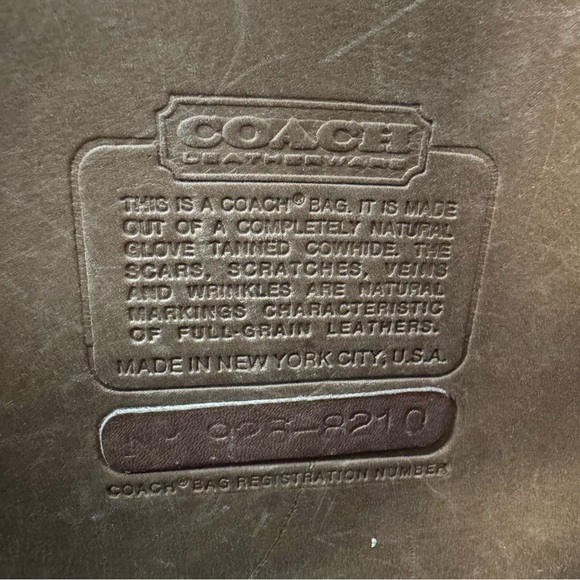 COACH
LEATHERWARE
THIS IS A COACH® BAG. IT IS MADE
OUT OF A COMPLETELY NATURAL
GLOVE TANNED COWHIDE. THE
SCARS, SCRATCHES, VEINS
AND WRINKLES ARE NATURAL
MARKINGS CHARACTERISTIC
OF FULL-GRAIN LEATHERS.
MADE IN NEW YORK CITY, U.S.A.
8210
COACH® BAG REGISTRATION NUMBER